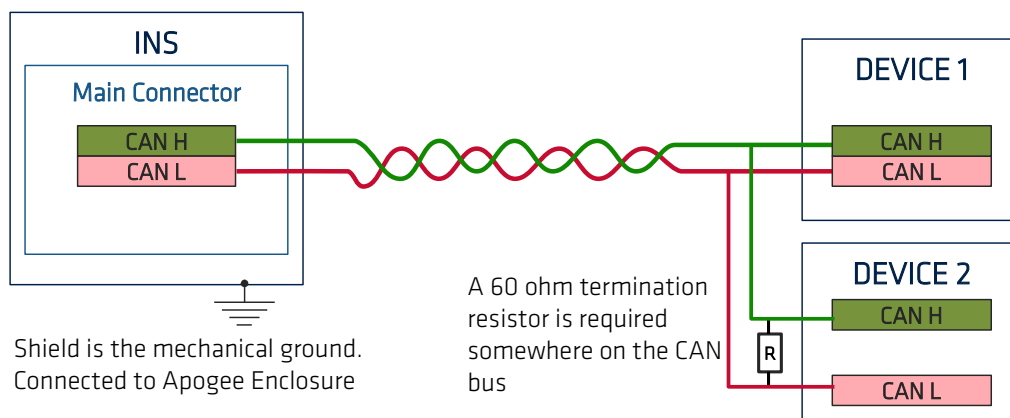 INS
Main Connector
CAN H
CAN L
Shield is the mechanical ground.
Connected to Apogee Enclosure
A 60 ohm termination
resistor is required
somewhere on the CAN
bus
R
DEVICE 1
CAN H
CAN L
DEVICE 2
CAN H
CAN L